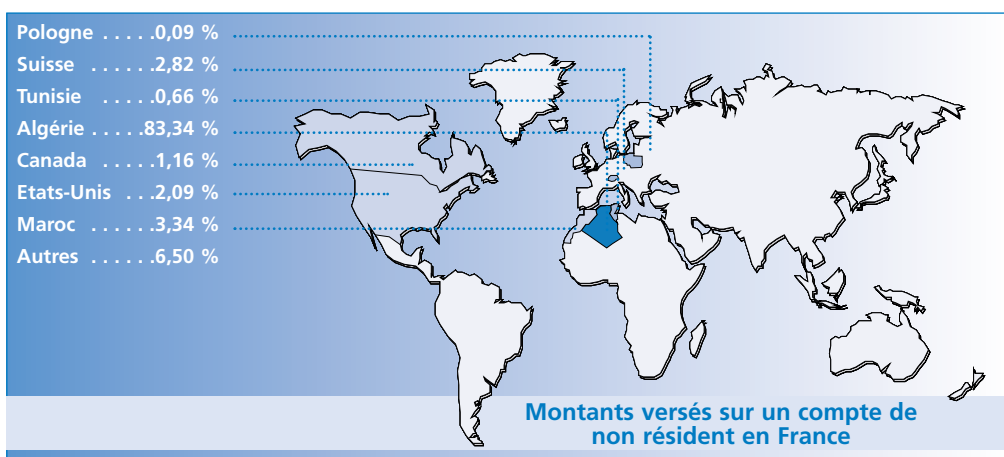 Pologne . . . . .0,09 %
Suisse . . . . . .2,82 %
Tunisie . . . . .0,66 %
Algérie . . . . .83,34 %
Canada . . . . .1,16 %
Etats-Unis . . .2,09 %
Maroc . . . . . .3,34 %
Autres . . . . . .6,50 %
Montants versés sur un compte de
non résident en France